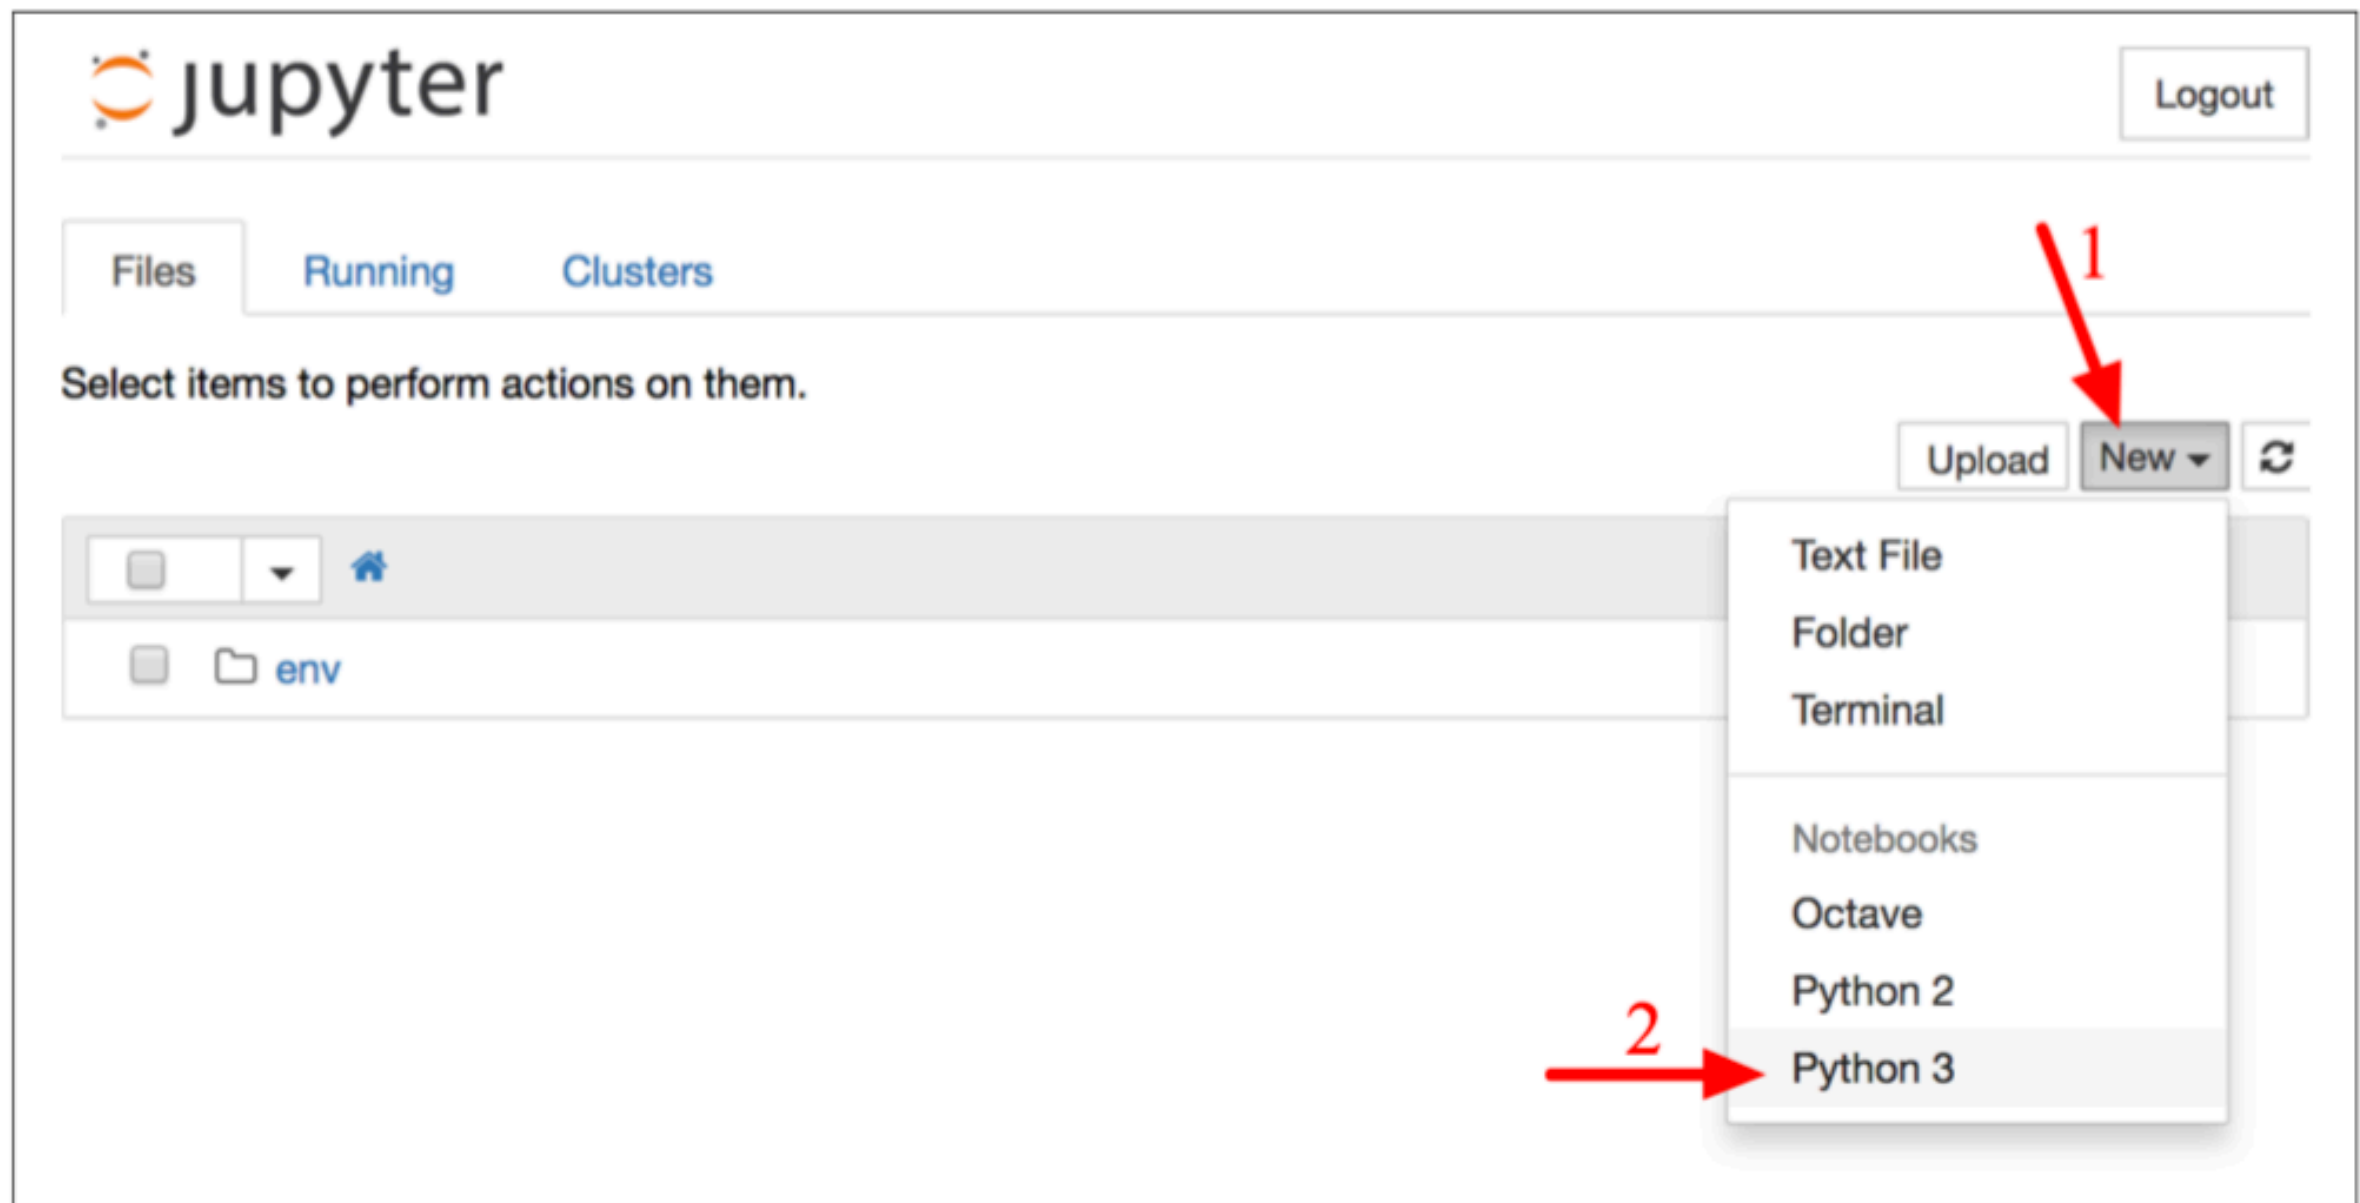 jupyter
Logout
Files Running Clusters
1
Select items to perform actions on them.
Upload New
Text File
Folder
env
Terminal
Notebooks
Octave
Python 2
2
Python 3